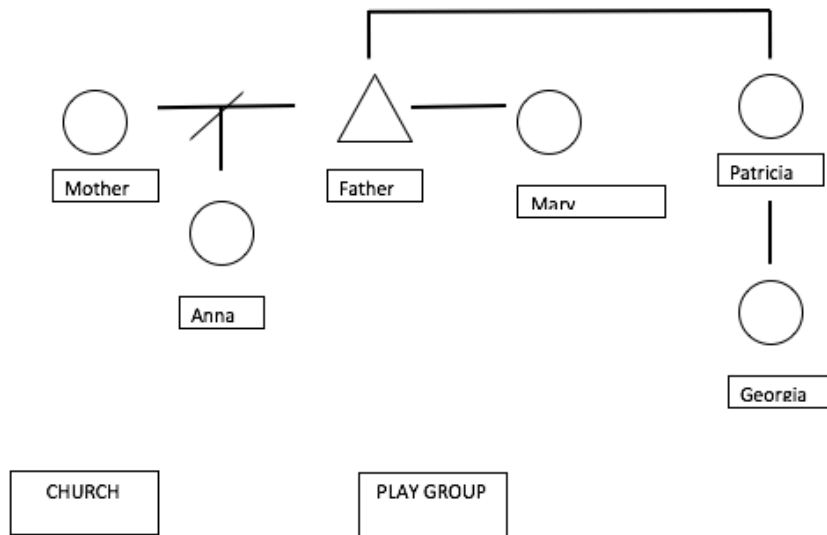 Mother
Father
Mary
Patricia
Anna
Georgia
CHURCH
PLAY GROUP